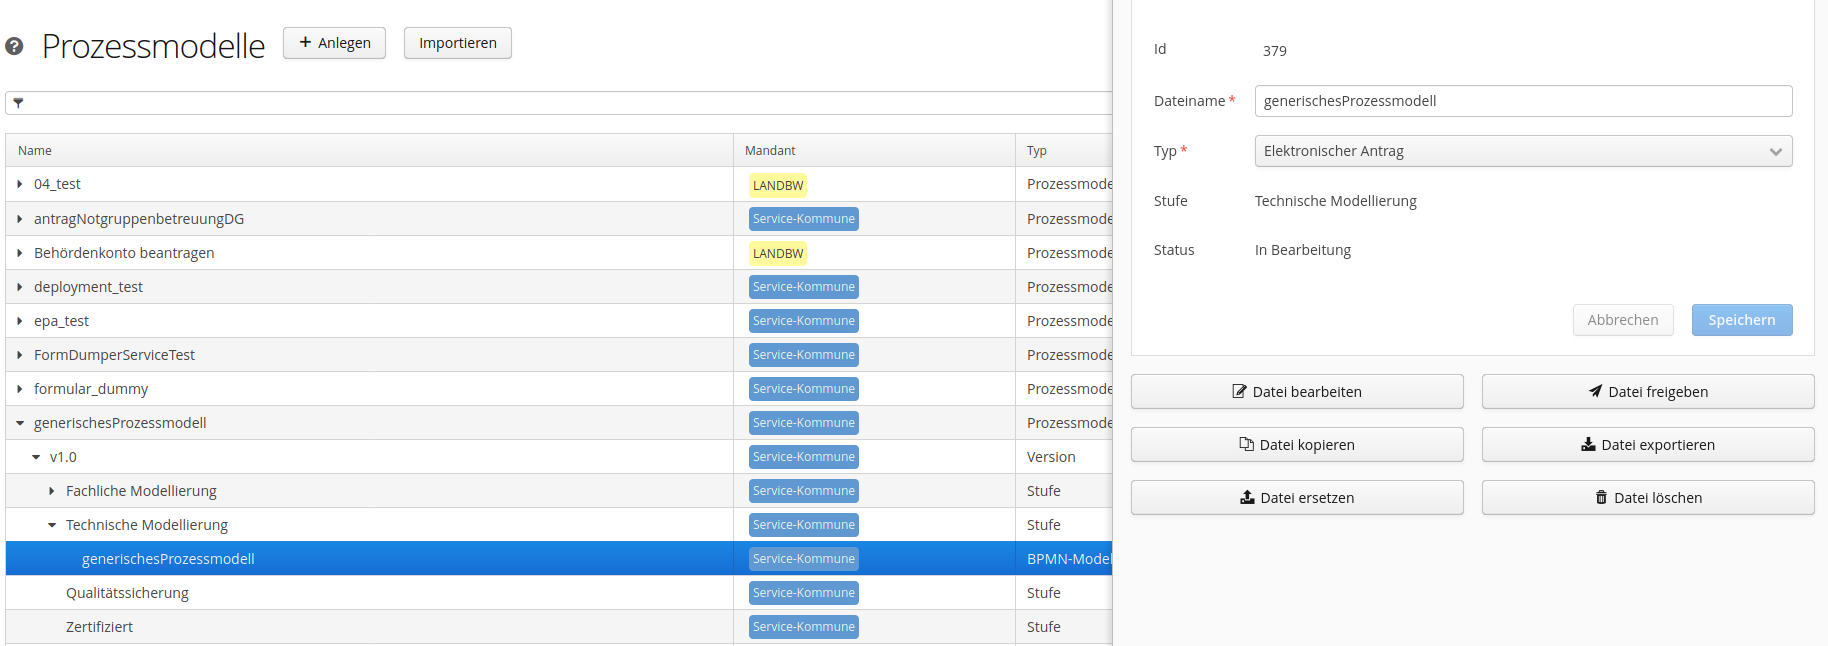 Prozessmodelle
Anlegen
Importieren
Name Mandant Typ
04_test LANDBW Prozessmode
antragNotgruppenbetreuungDG Service-Kommune Prozessmode
Behördenkonto beantragen LANDBW Prozessmode
deployment_test Service-Kommune Prozessmode
epa_test Service-Kommune Prozessmode
FormDumperServiceTest Service-Kommune Prozessmode
formular_dummy Service-Kommune Prozessmode
generischesProzessmodell Service-Kommune Prozessmode
v1.0 Service-Kommune Version
Fachliche Modellierung Service-Kommune Stufe
Technische Modellierung Service-Kommune Stufe
generischesProzessmodell Service-Kommune BPMN-Model
Qualitätssicherung Service-Kommune Stufe
Zertifiziert Service-Kommune Stufe
Id 379
Dateiname * generischesProzessmodell
Typ * Elektronischer Antrag
Stufe Technische Modellierung
Status In Bearbeitung
Abbrechen Speichern
Datei bearbeiten Datei freigeben
Datei kopieren Datei exportieren
Datei ersetzen Datei löschen